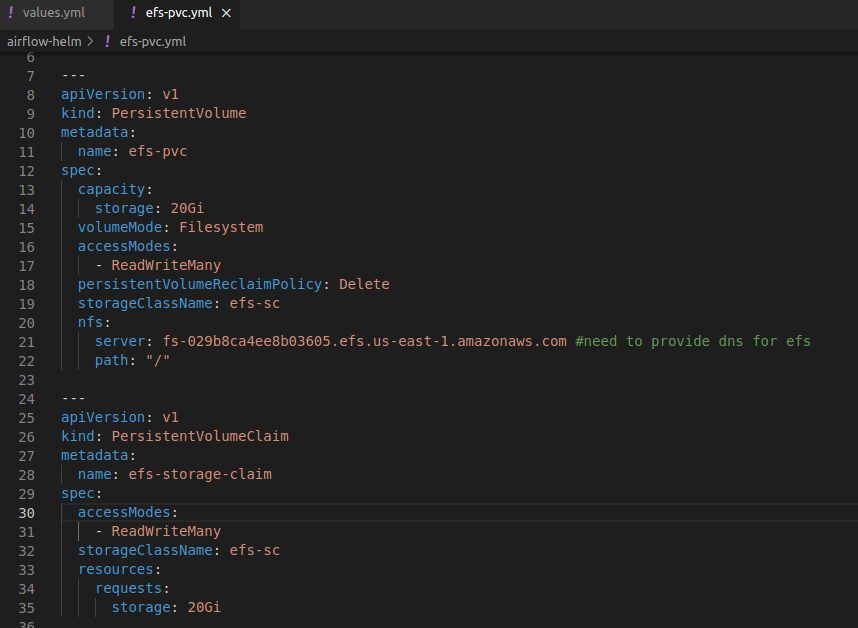 ! values.yml ! efs-pvc.yml ×
airflow-helm > ! efs-pvc.yml
6
7 ---
8 apiVersion: v1
9 kind: PersistentVolume
10 metadata:
11 name: efs-pvc
12 spec:
13 capacity:
14 storage: 20Gi
15 volumeMode: Filesystem
16 accessModes:
17 - ReadWriteMany
18 persistentVolumeReclaimPolicy: Delete
19 storageClassName: efs-sc
20 nfs:
21 server: fs-029b8ca4ee8b03605.efs.us-east-1.amazonaws.com #need to provide dns for efs
22 path: "/"
23
24 ---
25 apiVersion: v1
26 kind: PersistentVolumeClaim
27 metadata:
28 name: efs-storage-claim
29 spec:
30 accessModes:
31 - ReadWriteMany
32 storageClassName: efs-sc
33 resources:
34 requests:
35 storage: 20Gi
36